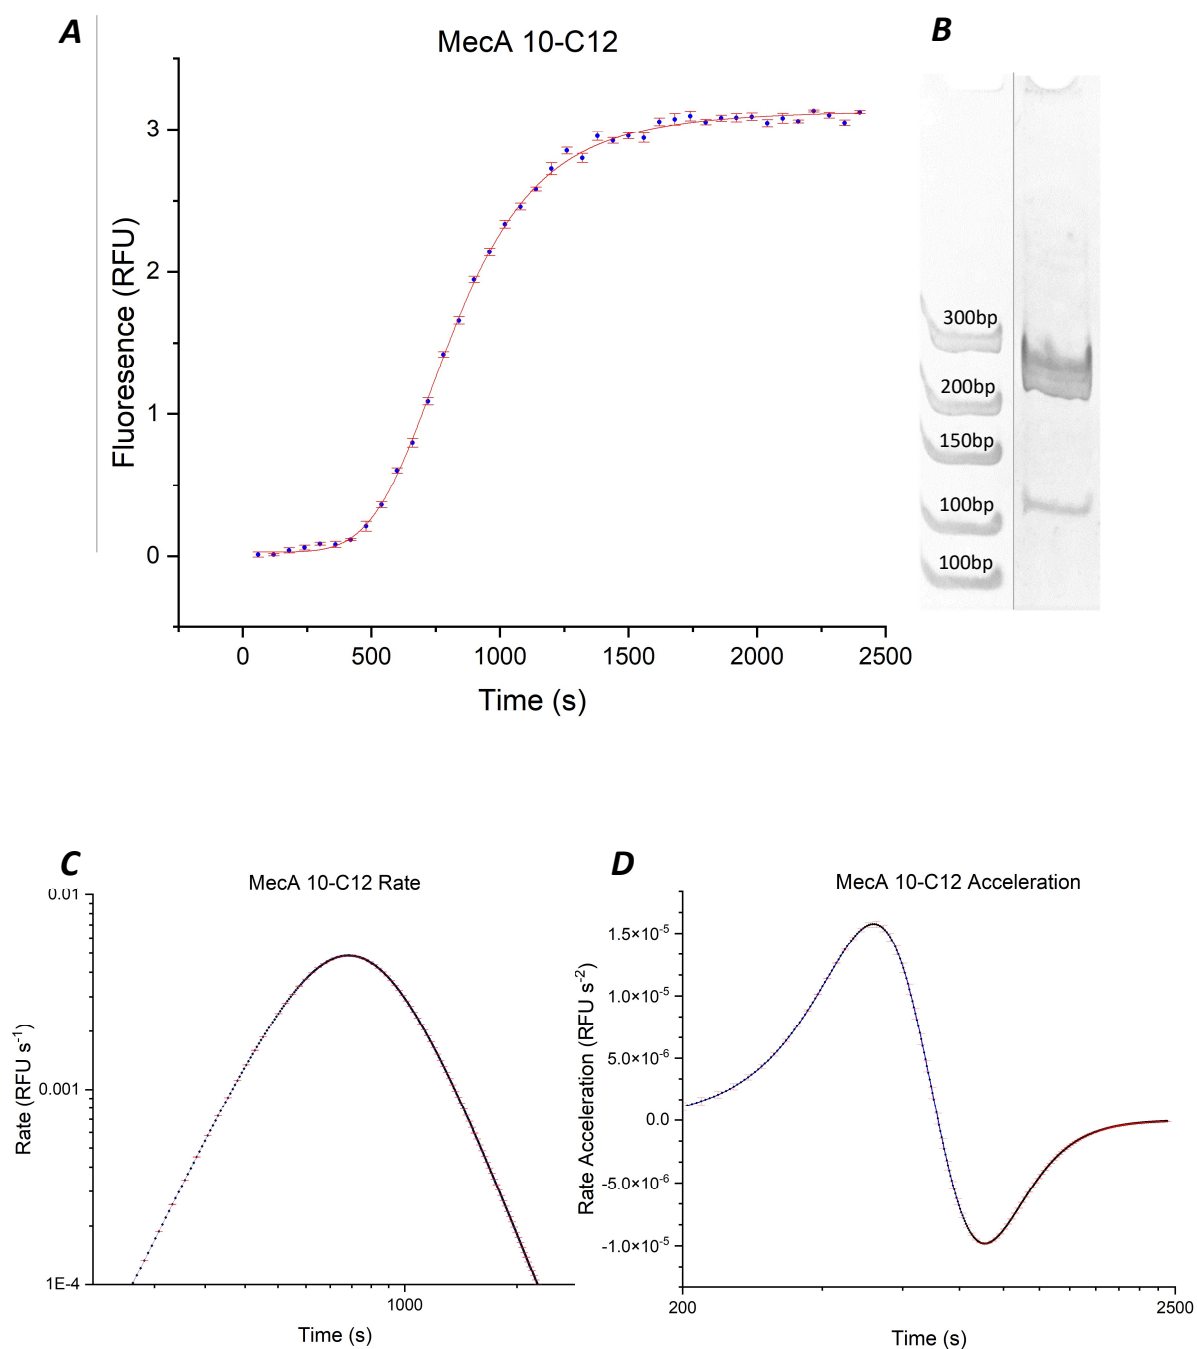 A
MecA 10-C12
Fluoresence (RFU)
3
2
1
0
0 500 1000 1500 2000 2500
Time (s)
B
300bp
200bp
150bp
100bp
100bp
C
MecA 10-C12 Rate
Rate (RFU s⁻¹)
0.01
0.001
1E-4
1000
Time (s)
D
MecA 10-C12 Acceleration
Rate Acceleration (RFU s⁻²)
1.5×10⁻⁵
1.0×10⁻⁵
5.0×10⁻⁶
0.0
-5.0×10⁻⁶
-1.0×10⁻⁵
200 2500
Time (s)